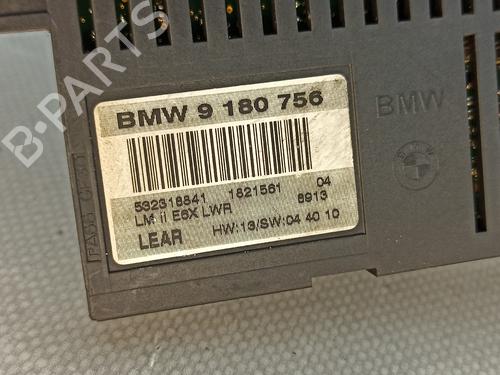 B-PARTS
BMW 9 180 756
BMW
532318841 1821561 04
LM II E6X LWR 8913
LEAR HW:13/SW:04 40 10